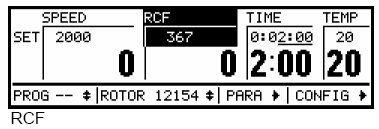 SPEED RCF TIME TEMP
SET 2000 367 0:02:00 20
0 0 2:00 20
PROG -- ♦ ROTOR 12154 ♦ PARA ▶ CONFIG ▶
RCF